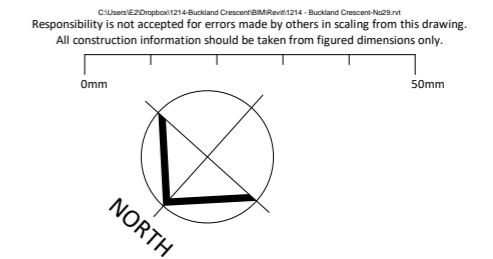 C:\Users\E2\Dropbox\1214-Buckland Crescent\BIM\Revit\1214 - Buckland Crescent-No29.rvt
Responsibility is not accepted for errors made by others in scaling from this drawing.
All construction information should be taken from figured dimensions only.
0mm 50mm
NORTH